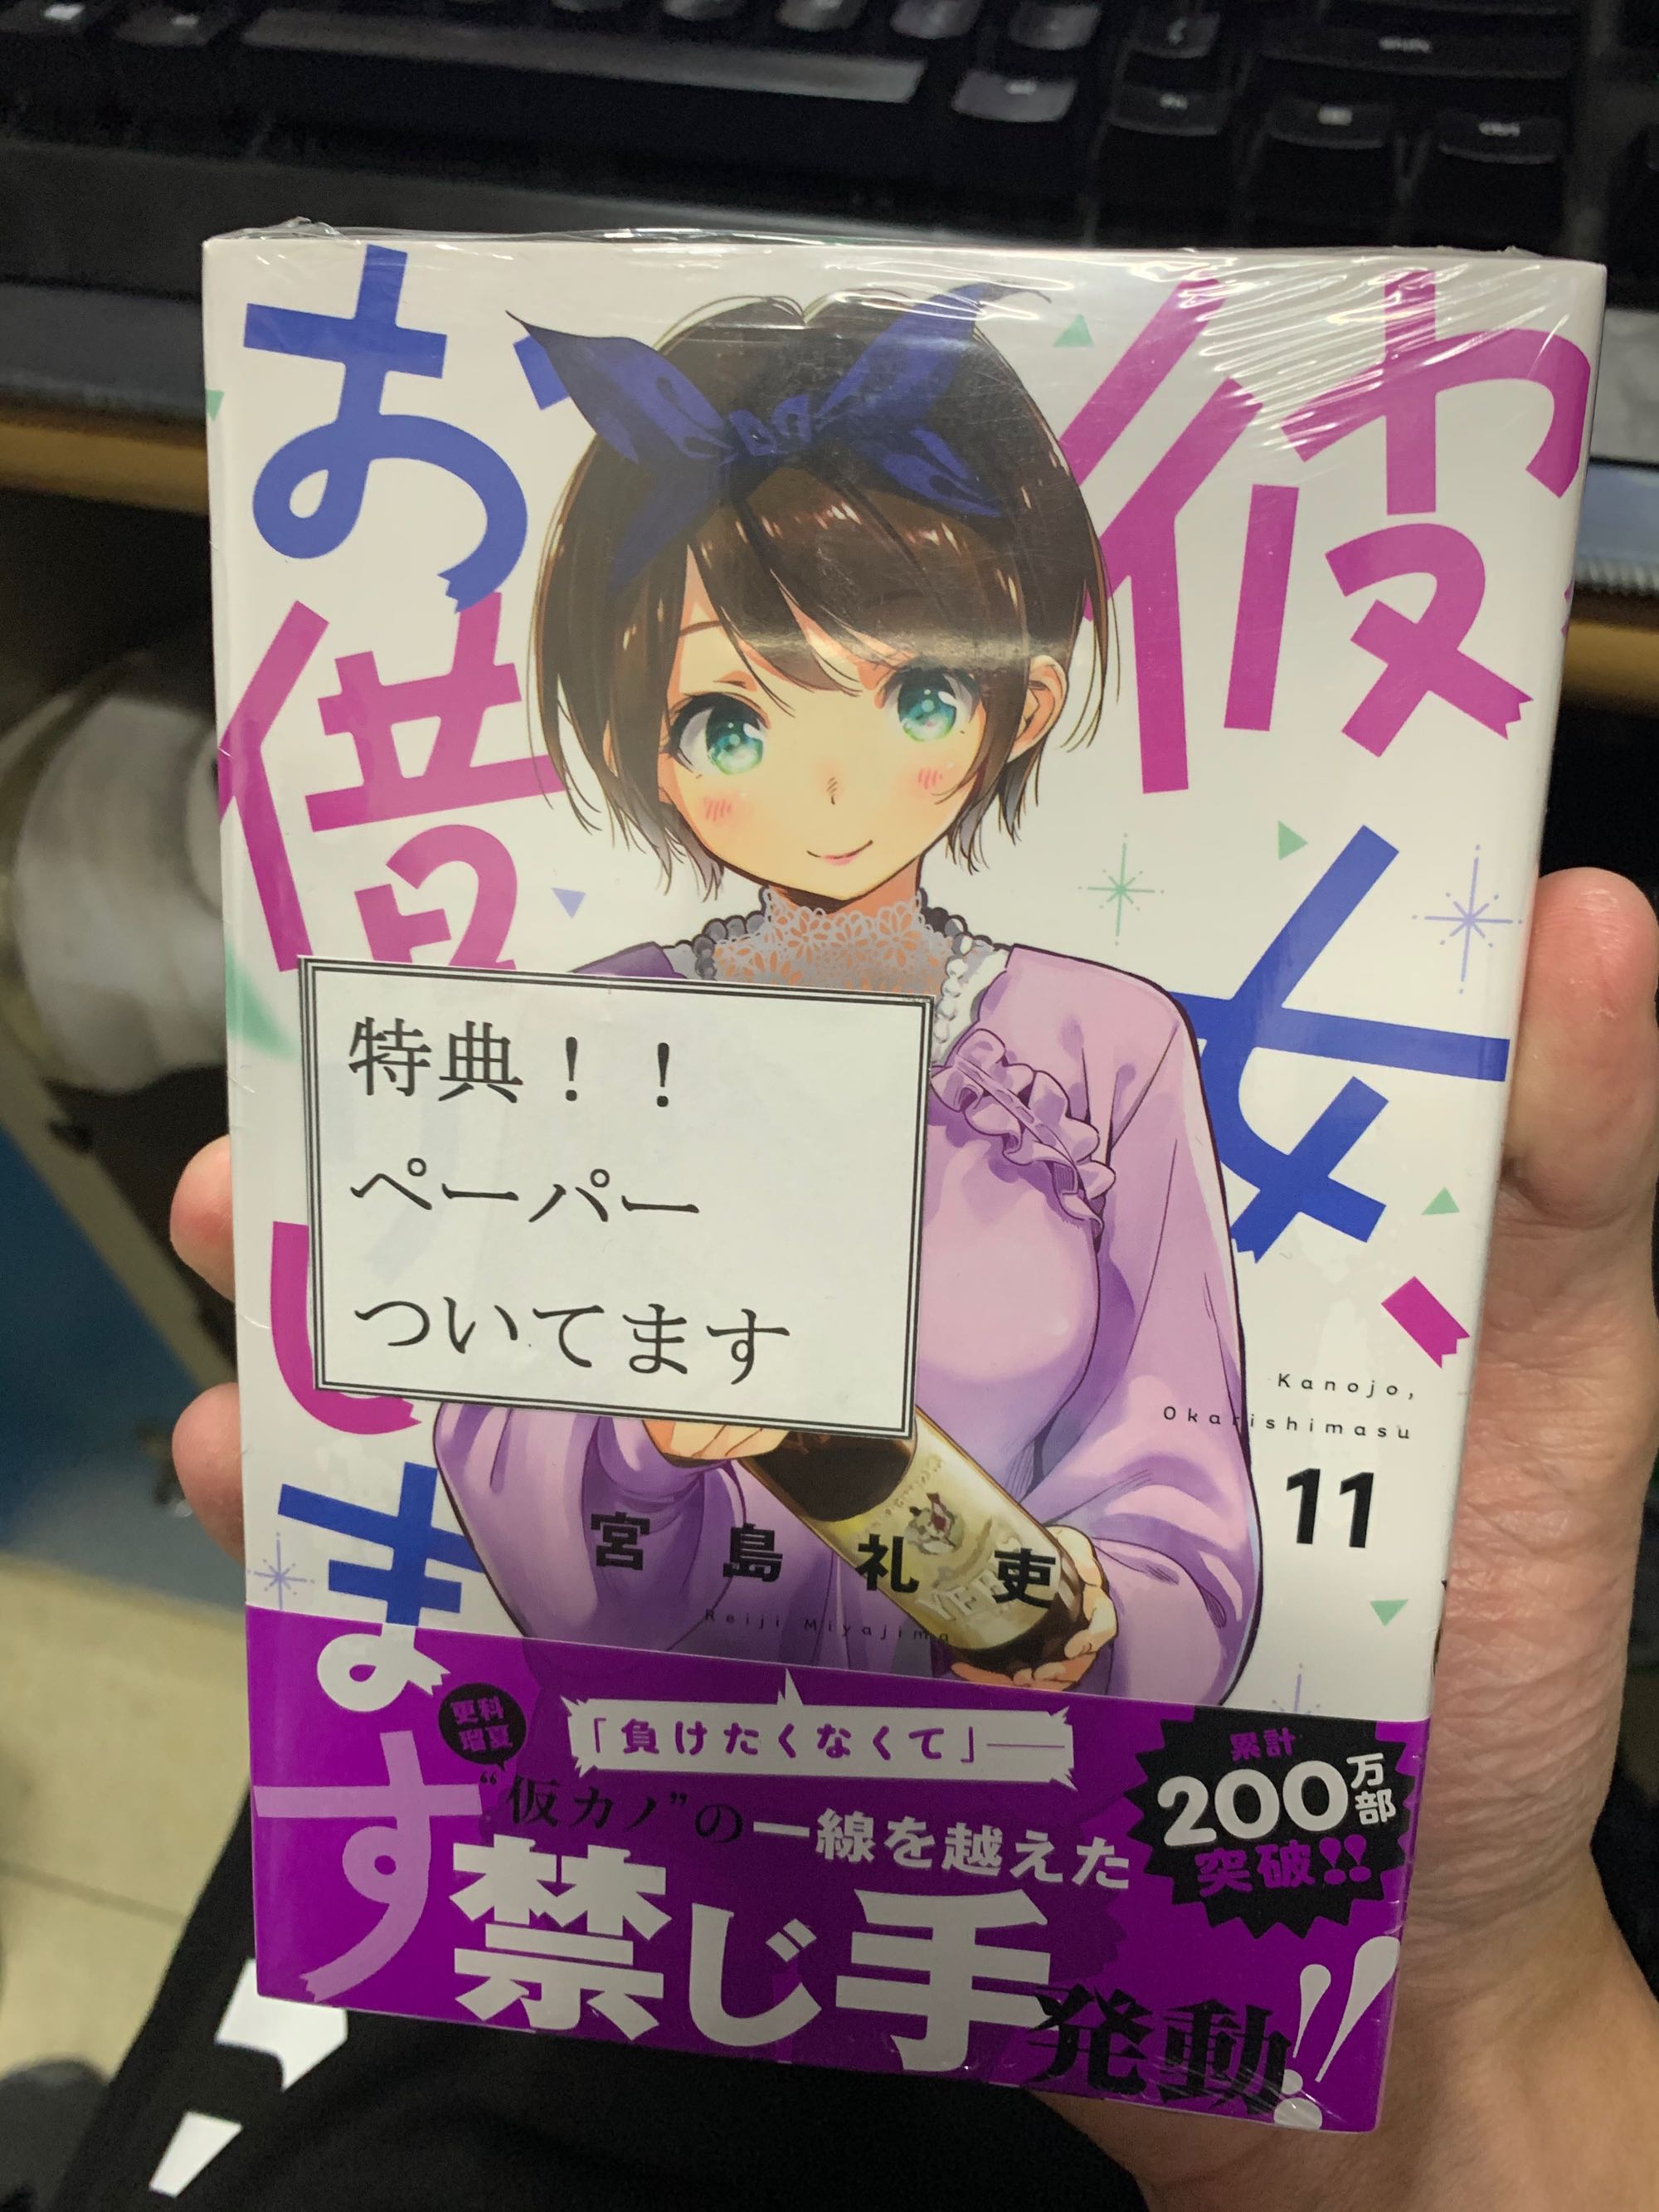 彼女、
お借りします
Kanojo,
Okarishimasu
11
特典！！
ペーパー
ついてます
宮島礼吏
Reiji Miyajima
更科
瑠夏
「負けたくなくて」――
“仮カノ”の一線を越えた
禁じ手発動!!
累計
200万部
突破!!